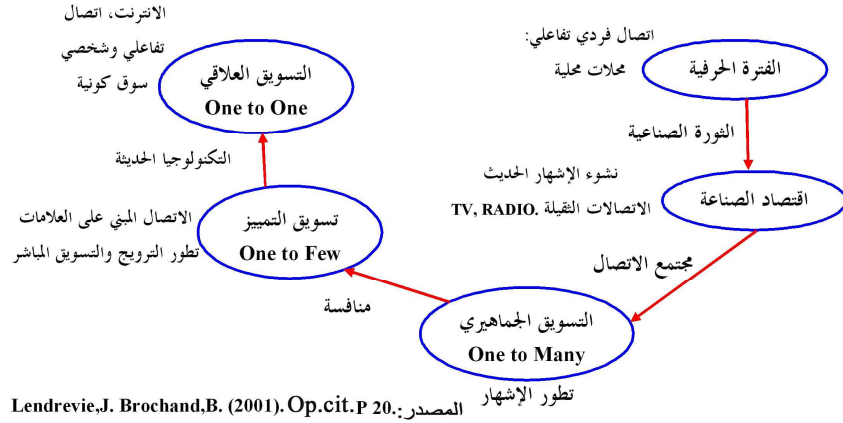 اتصال فردي تفاعلي:
محلات محلية
الفترة الحرفية
الثورة الصناعية
نشوء الإشهار الحديث
الاتصالات الثقيلة .TV, RADIO
اقتصاد الصناعة
مجتمع الاتصال
التسويق الجماهيري
One to Many
تطور الإشهار
منافسة
تسويق التمييز
One to Few
الاتصال المبني على العلامات
تطور الترويج والتسويق المباشر
التكنولوجيا الحديثة
التسويق العلاقي
One to One
الانترنت، اتصال
تفاعلي وشخصي
سوق كونية
المصدر:.Lendrevie,J. Brochand,B. (2001). Op.cit. P 20